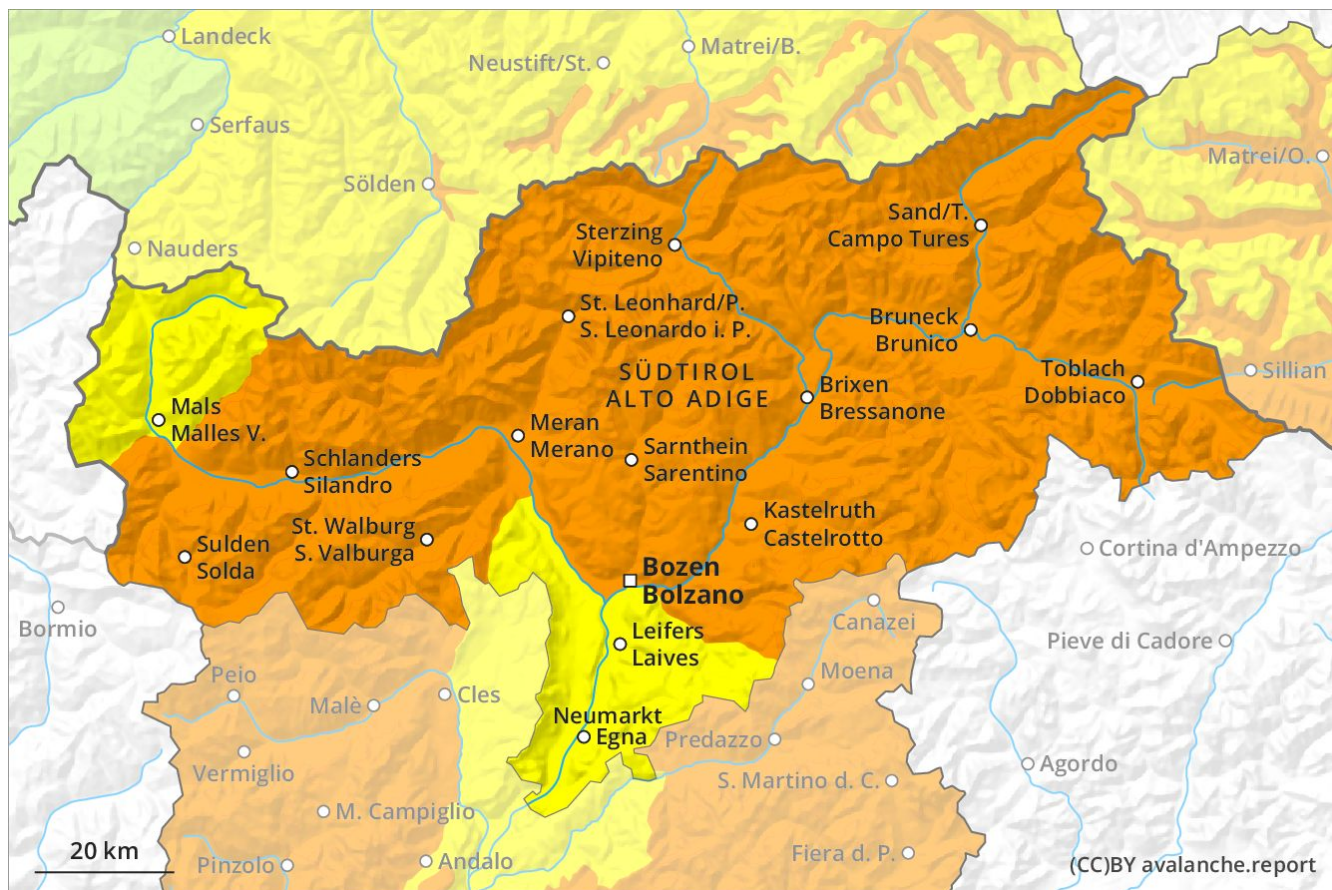 Landeck
Matrei/B.
Neustift/St.
Serfaus
Matrei/O.
Sölden
Sand/T.
Campo Tures
Sterzing
Vipiteno
Nauders
St. Leonhard/P.
S. Leonardo i. P.
Bruneck
Brunico
Toblach
Dobbiaco
Sillian
SÜDTIROL
ALTO ADIGE
Brixen
Bressanone
Mals
Malles V.
Meran
Merano
Sarnthein
Sarentino
Schlanders
Silandro
Kastelruth
Castelrotto
St. Walburg
S. Valburga
Sulden
Solda
Cortina d'Ampezzo
Bozen
Bolzano
Bormio
Canazei
Leifers
Laives
Pieve di Cadore
Peio
Moena
Malè
Cles
Neumarkt
Egna
Predazzo
Vermiglio
Agordo
S. Martino d. C.
M. Campiglio
20 km
Pinzolo
Andalo
Fiera d. P.
(CC)BY avalanche.report